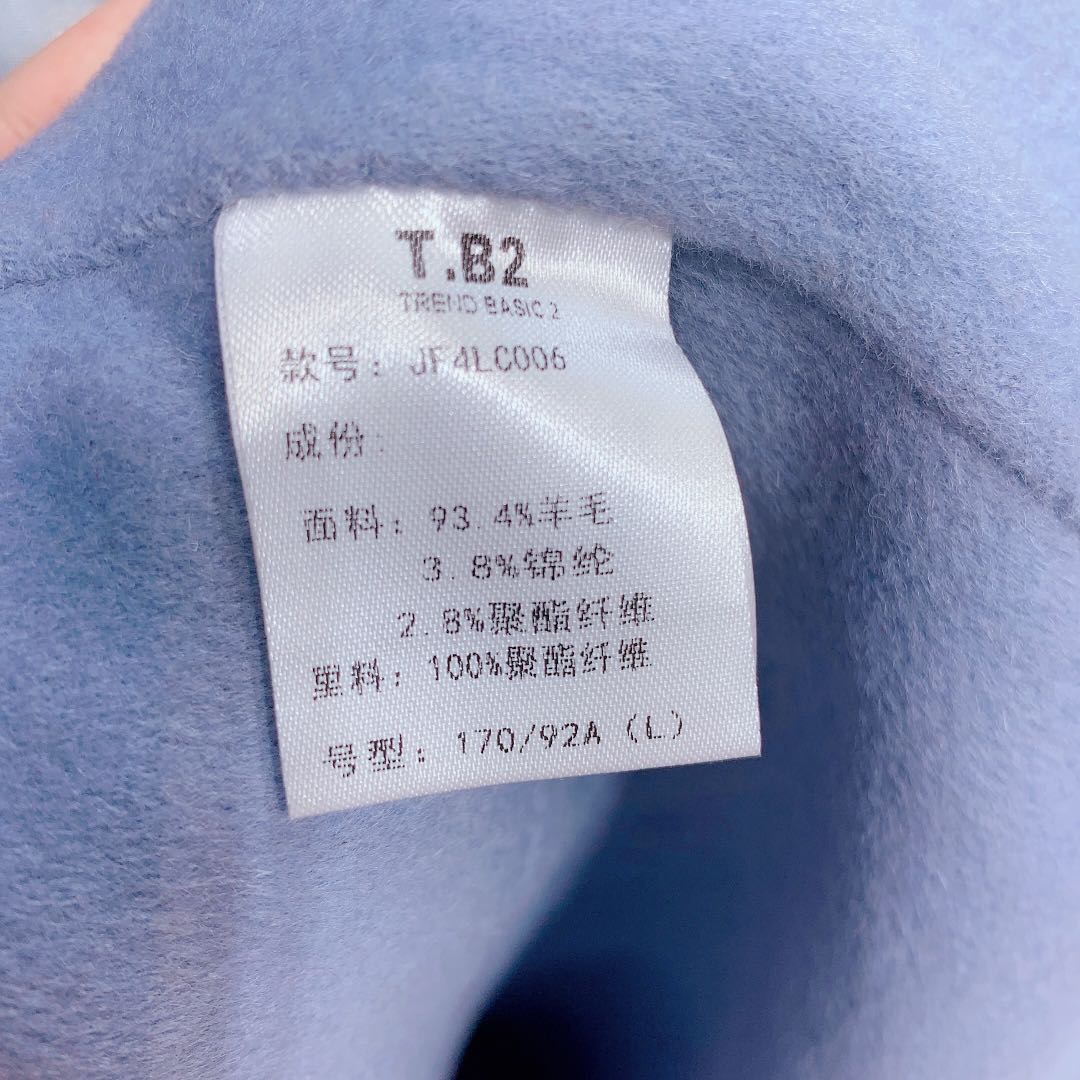 T.B2
TREND BASIC 2
款号: JF4LC006
成份:
面料: 93.4%羊毛
3.8%锦纶
2.8%聚酯纤维
里料: 100%聚酯纤维
号型: 170/92A (L)